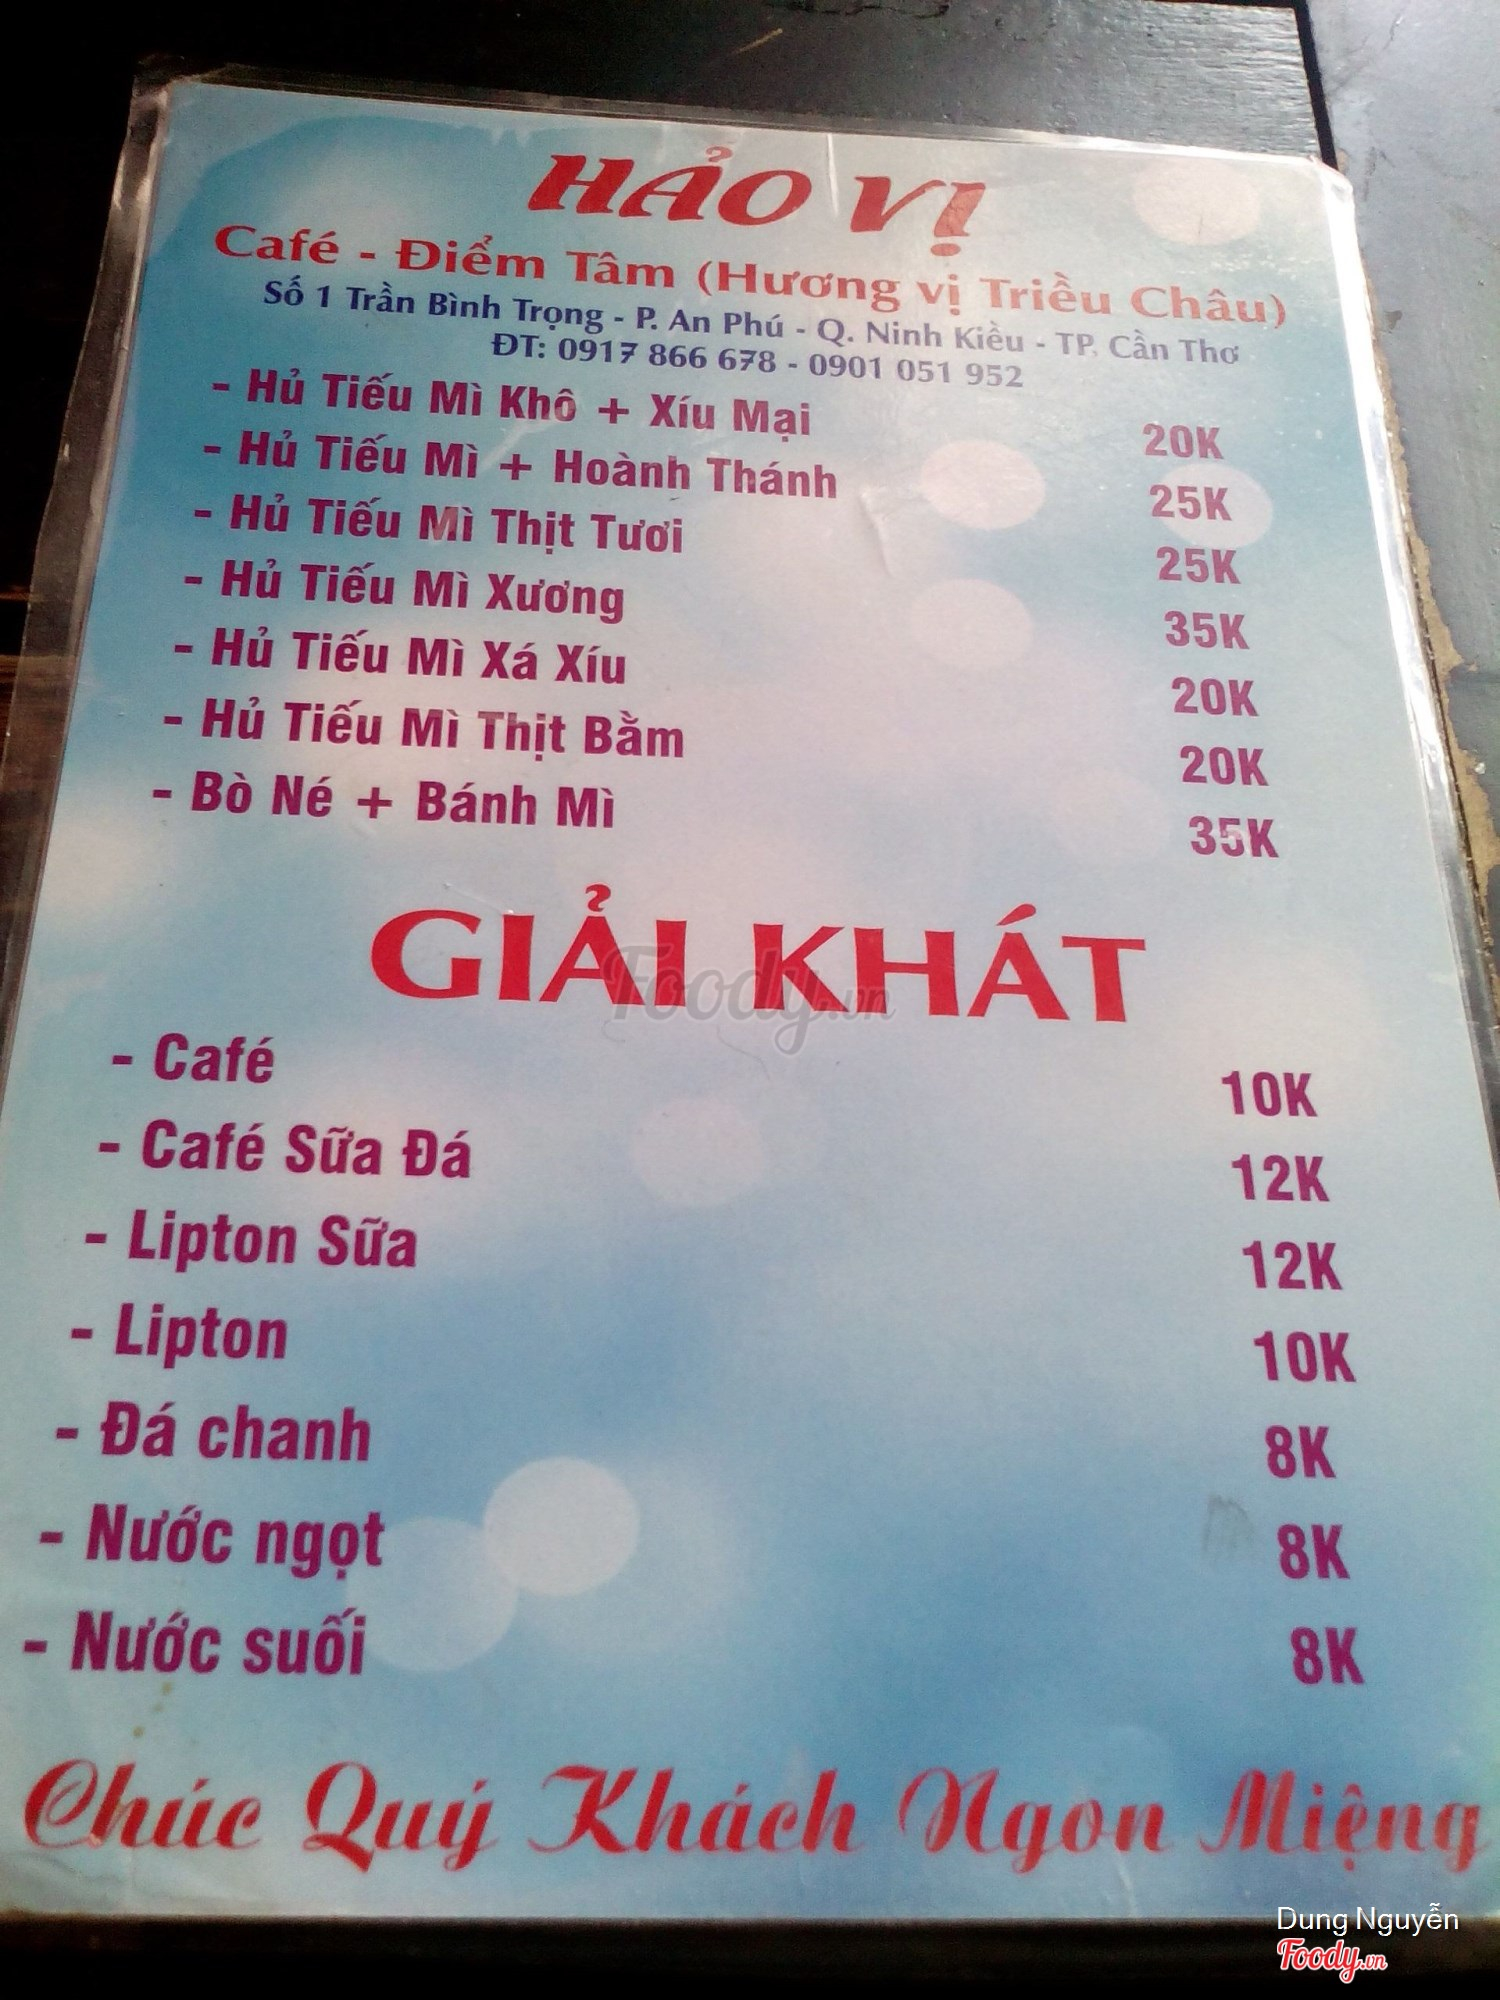 HẢO VỊ
Café - Điểm Tâm (Hương vị Triều Châu)
Số 1 Trần Bình Trọng - P. An Phú - Q. Ninh Kiều - TP. Cần Thơ
ĐT: 0917 866 678 - 0901 051 952
- Hủ Tiếu Mì Khô + Xíu Mại 20K
- Hủ Tiếu Mì + Hoành Thánh 25K
- Hủ Tiếu Mì Thịt Tươi 25K
- Hủ Tiếu Mì Xương 35K
- Hủ Tiếu Mì Xá Xíu 20K
- Hủ Tiếu Mì Thịt Bằm 20K
- Bò Né + Bánh Mì 35K
GIẢI KHÁT
Foody.vn
- Café 10K
- Café Sữa Đá 12K
- Lipton Sữa 12K
- Lipton 10K
- Đá chanh 8K
- Nước ngọt 8K
- Nước suối 8K
Chúc Quý Khách Ngon Miệng
Dung Nguyễn
Foody.vn